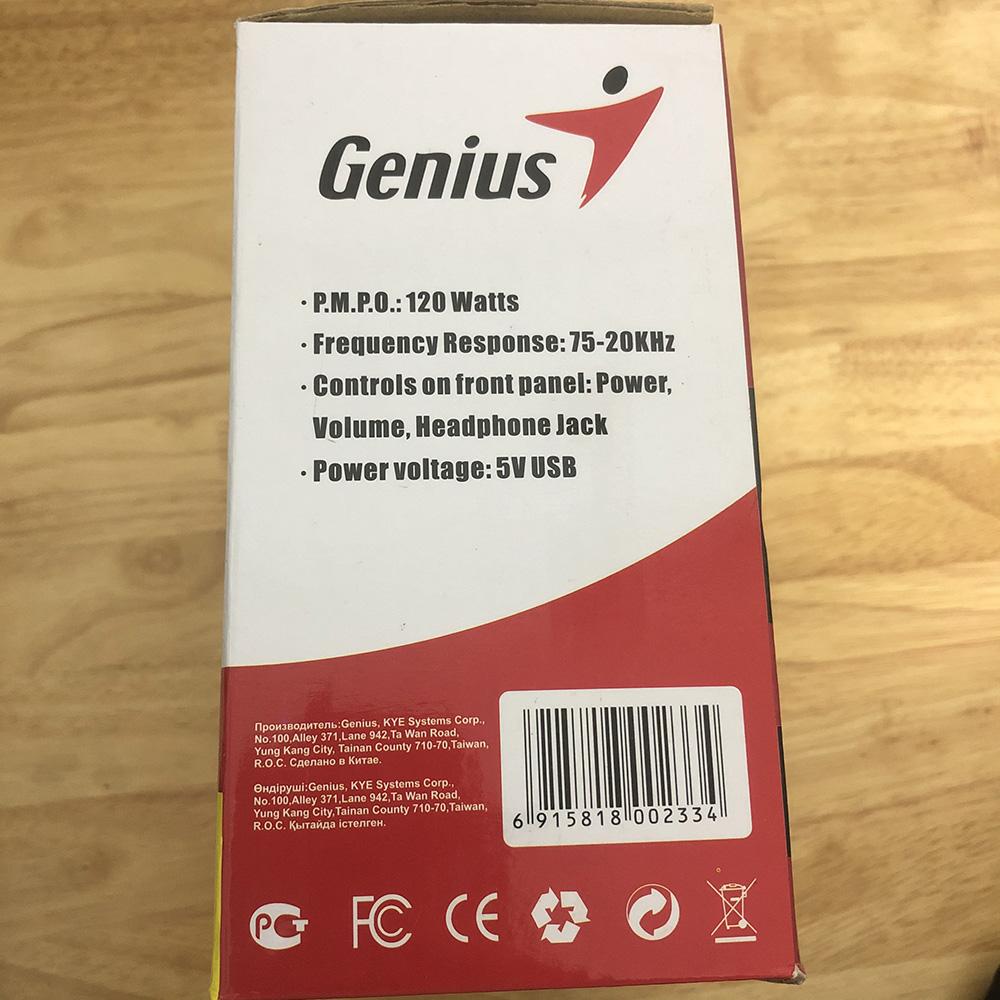 Genius
· P.M.P.O.: 120 Watts
· Frequency Response: 75-20KHz
· Controls on front panel: Power,
Volume, Headphone Jack
· Power voltage: 5V USB
Производитель:Genius, KYE Systems Corp.,
No.100,Alley 371,Lane 942,Ta Wan Road,
Yung Kang City, Tainan County 710-70,Taiwan,
R.O.C. Сделано в Китае.
Өндіруші:Genius, KYE Systems Corp.,
No.100,Alley 371,Lane 942,Ta Wan Road,
Yung Kang City,Tainan County 710-70,Taiwan,
R.O.C. Қытайда істелген.
6 915818 002334
РСТ FC CE